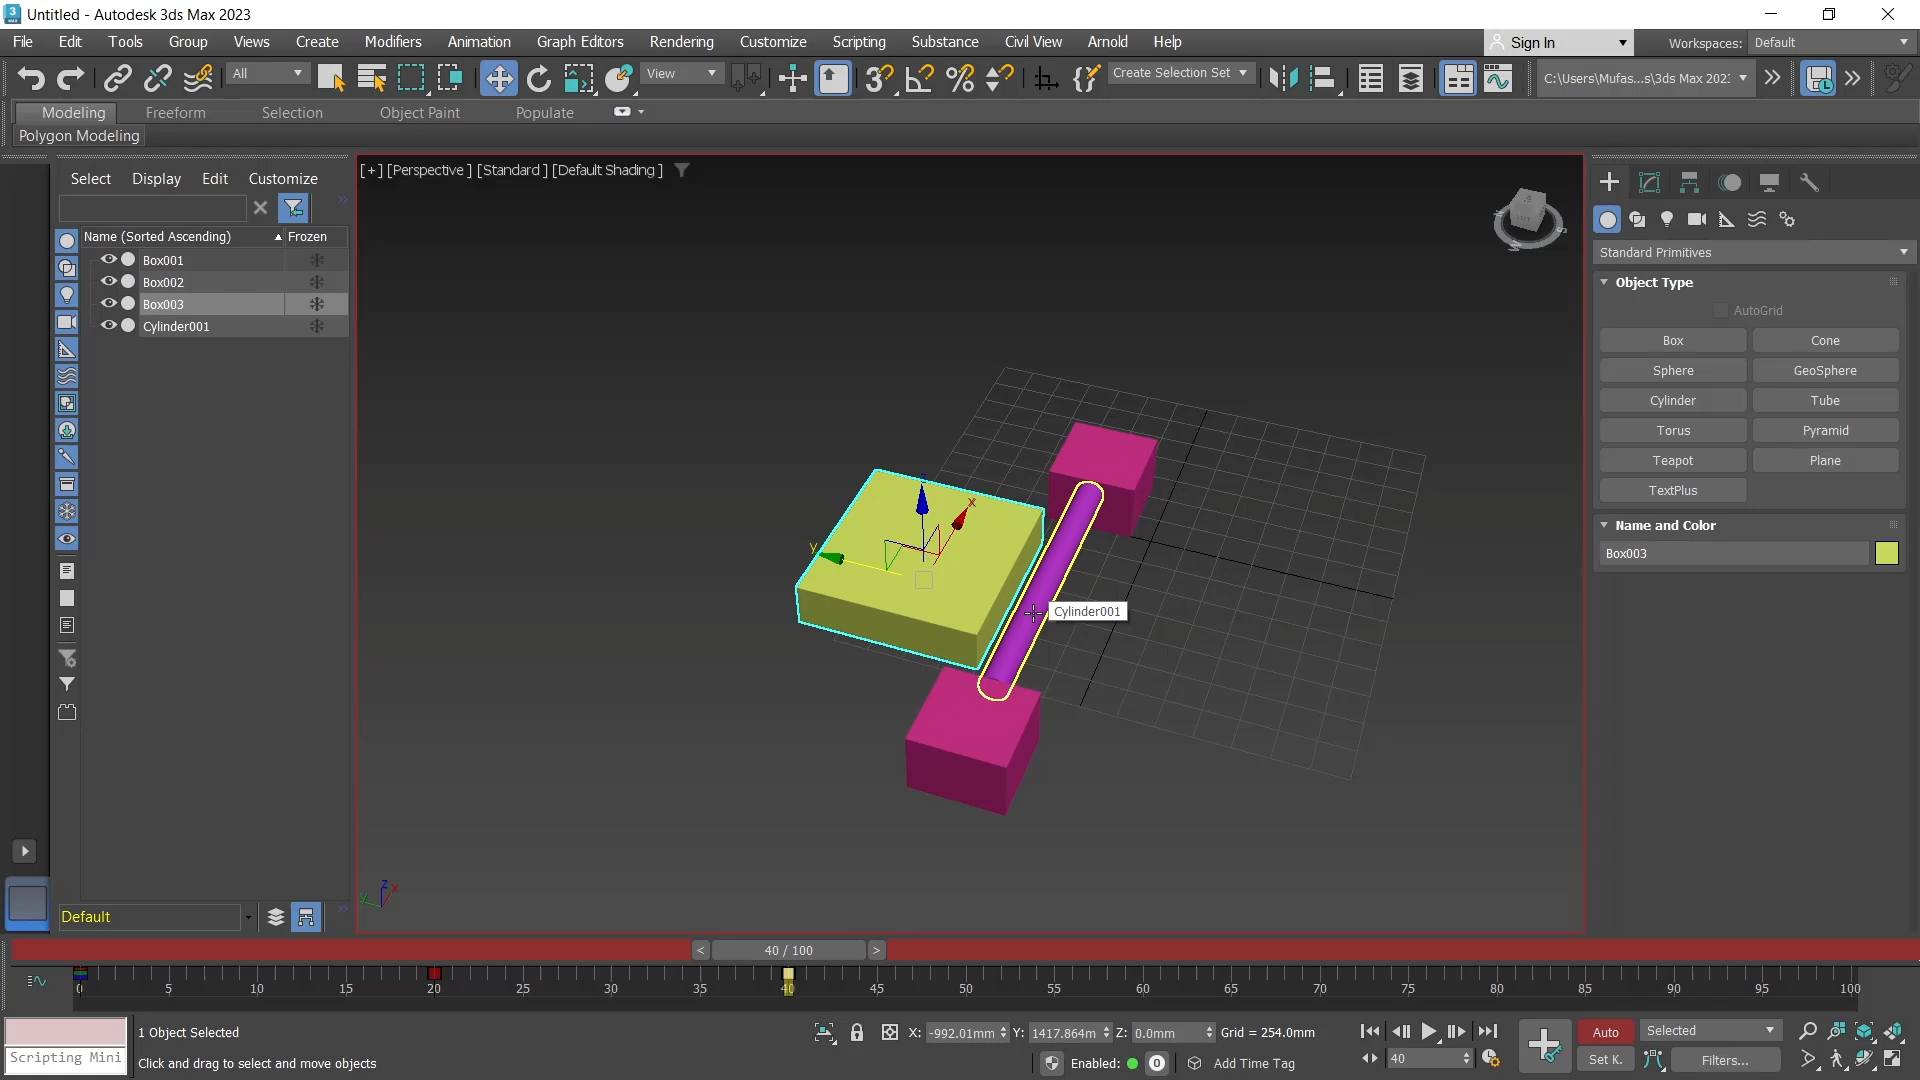 Untitled - Autodesk 3ds Max 2023
File Edit Tools Group Views Create Modifiers Animation Graph Editors Rendering Customize Scripting Substance Civil View Arnold Help
Sign In
Workspaces: Default
All
View
Create Selection Set
C:\Users\Mufas...s\3ds Max 202:
Modeling Freeform Selection Object Paint Populate
Polygon Modeling
Select Display Edit Customize
Name (Sorted Ascending) Frozen
Box001
Box002
Box003
Cylinder001
[+] [Perspective ] [Standard ] [Default Shading ]
Cylinder001
Standard Primitives
Object Type
AutoGrid
Box Cone
Sphere GeoSphere
Cylinder Tube
Torus Pyramid
Teapot Plane
TextPlus
Name and Color
Box003
Default
< 40 / 100 >
0 5 10 15 20 25 30 35 40 45 50 55 60 65 70 75 80 85 90 95 100
1 Object Selected
X: -992.01mm Y: 1417.864m Z: 0.0mm Grid = 254.0mm
Auto
Selected
Scripting Mini
Click and drag to select and move objects
Enabled: 0
Add Time Tag
40
Set K.
Filters...